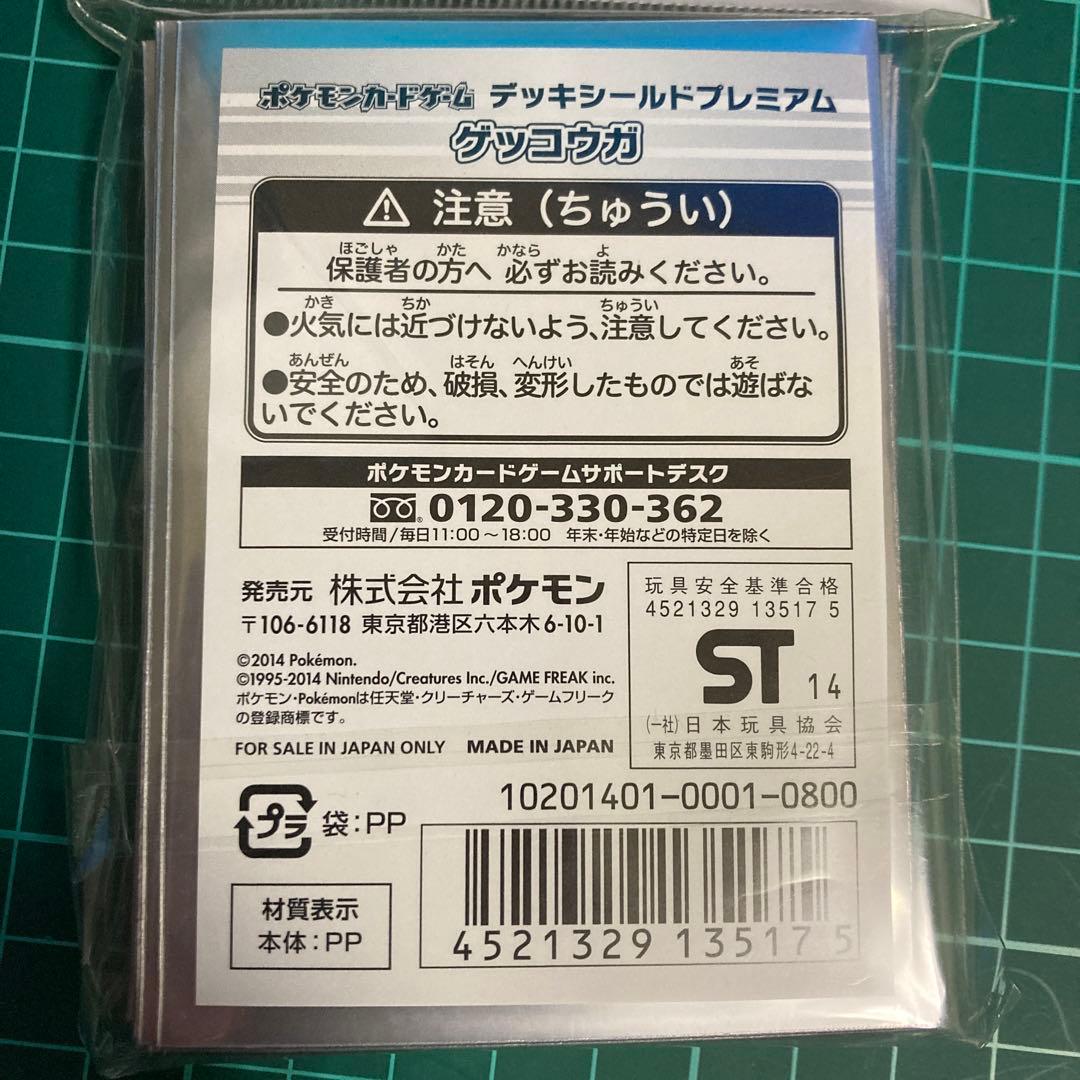 ポケモンカードゲーム デッキシールドプレミアム
ゲッコウガ
⚠ 注意（ちゅうい）
ほごしゃ かた かなら よ
保護者の方へ 必ずお読みください。
かき ちか ちゅうい
●火気には近づけないよう、注意してください。
あんぜん はそん へんけい あそ
●安全のため、破損、変形したものでは遊ばな
いでください。
ポケモンカードゲームサポートデスク
0120-330-362
受付時間/毎日11:00～18:00 年末・年始などの特定日を除く
発売元 株式会社 ポケモン
〒106-6118 東京都港区六本木6-10-1
©2014 Pokémon.
©1995-2014 Nintendo/Creatures Inc./GAME FREAK inc.
ポケモン・Pokémonは任天堂・クリーチャーズ・ゲームフリーク
の登録商標です。
FOR SALE IN JAPAN ONLY MADE IN JAPAN
玩具安全基準合格
4521329 13517 5
ST 14
(一社)日本玩具協会
東京都墨田区東駒形4-22-4
プラ 袋：PP
材質表示
本体：PP
10201401-0001-0800
4521329 13517 5